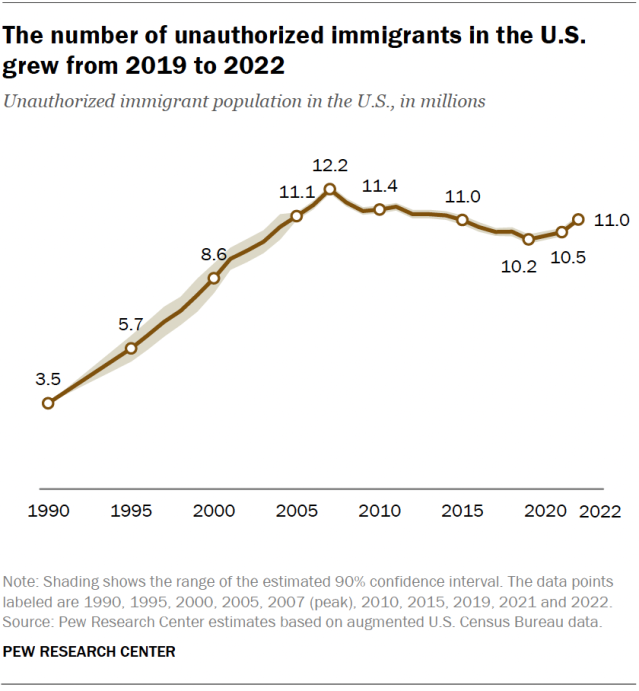 The number of unauthorized immigrants in the U.S.
grew from 2019 to 2022
Unauthorized immigrant population in the U.S., in millions
12.2
11.1
11.4
11.0
11.0
10.2
10.5
8.6
5.7
3.5
1990
1995
2000
2005
2010
2015
2020
2022
Note: Shading shows the range of the estimated 90% confidence interval. The data points
labeled are 1990, 1995, 2000, 2005, 2007 (peak), 2010, 2015, 2019, 2021 and 2022.
Source: Pew Research Center estimates based on augmented U.S. Census Bureau data.
PEW RESEARCH CENTER